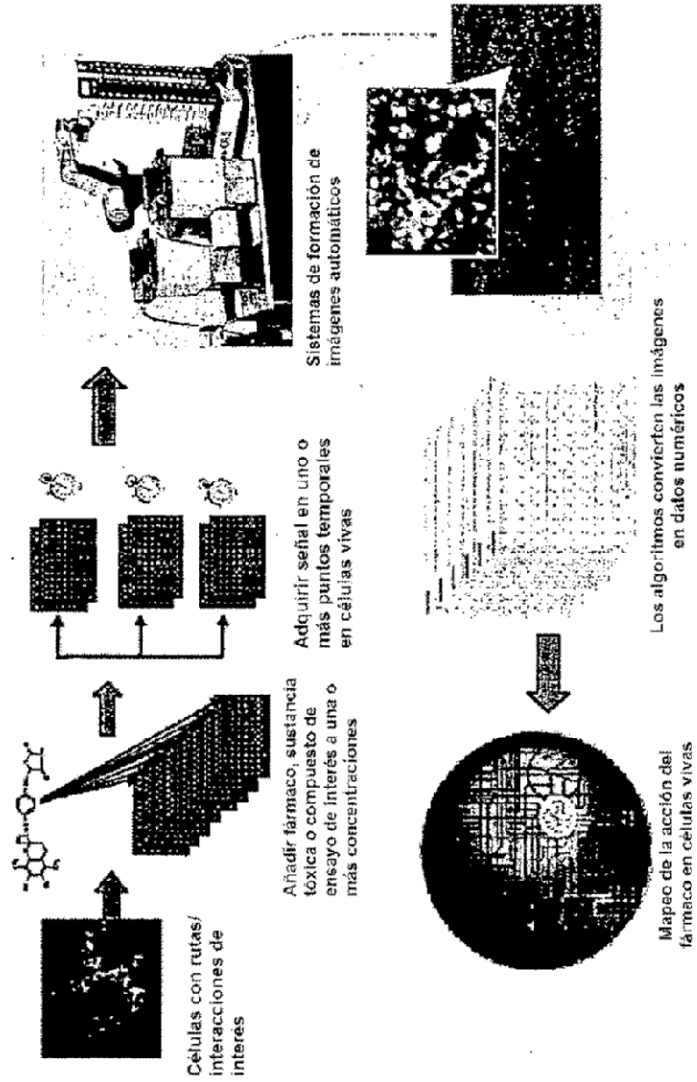 Células con rutas/
interacciones de
interés
Añadir fármaco, sustancia
tóxica o compuesto de
ensayo de interés a una o
más concentraciones
Adquirir señal en uno o
más puntos temporales
en células vivas
Sistemas de formación de
imágenes automáticos
Los algoritmos convierten las imágenes
en datos numéricos
Mapeo de la acción del
fármaco en células vivas